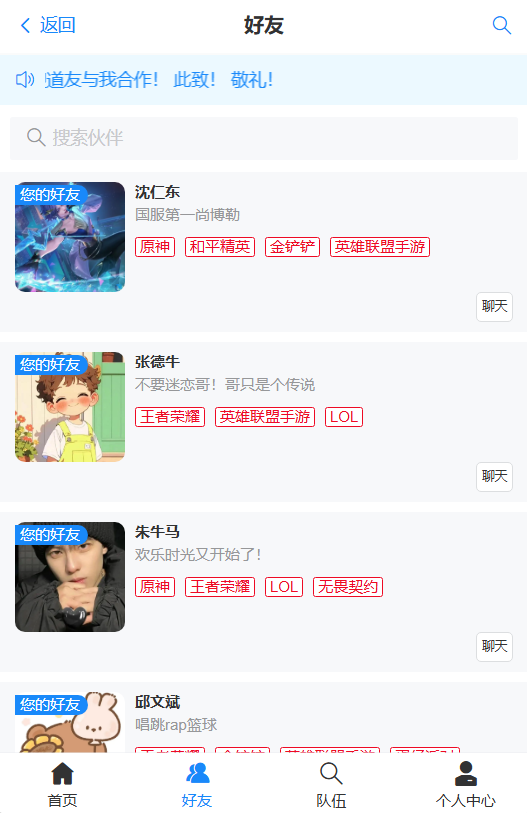 返回
好友
道友与我合作！ 此致！ 敬礼！
搜索伙伴
您的好友
沈仁东
国服第一尚博勒
原神 和平精英 金铲铲 英雄联盟手游
聊天
您的好友
张德牛
不要迷恋哥！哥只是个传说
王者荣耀 英雄联盟手游 LOL
聊天
您的好友
朱牛马
欢乐时光又开始了！
原神 王者荣耀 LOL 无畏契约
聊天
您的好友
邱文斌
唱跳rap篮球
首页 好友 队伍 个人中心